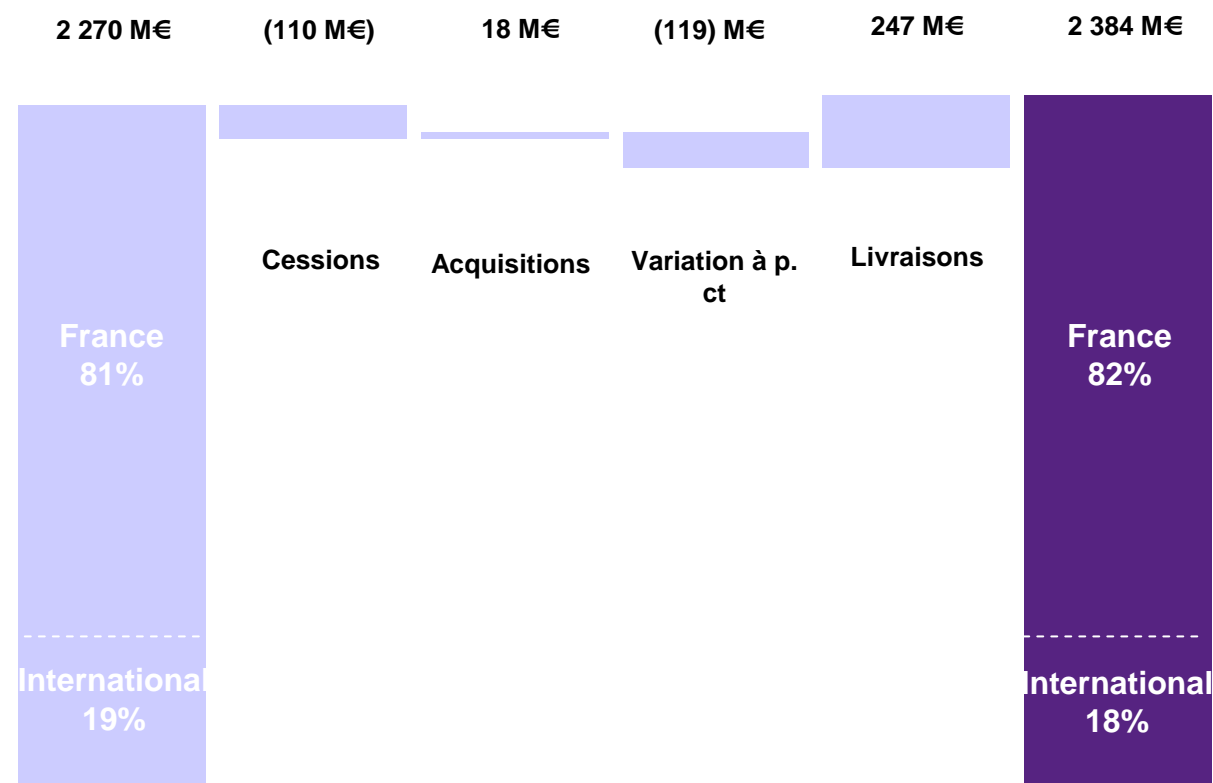 2 270 M€
(110 M€)
18 M€
(119) M€
247 M€
2 384 M€
Cessions
Acquisitions
Variation à p.
ct
Livraisons
France
81%
France
82%
International
19%
International
18%